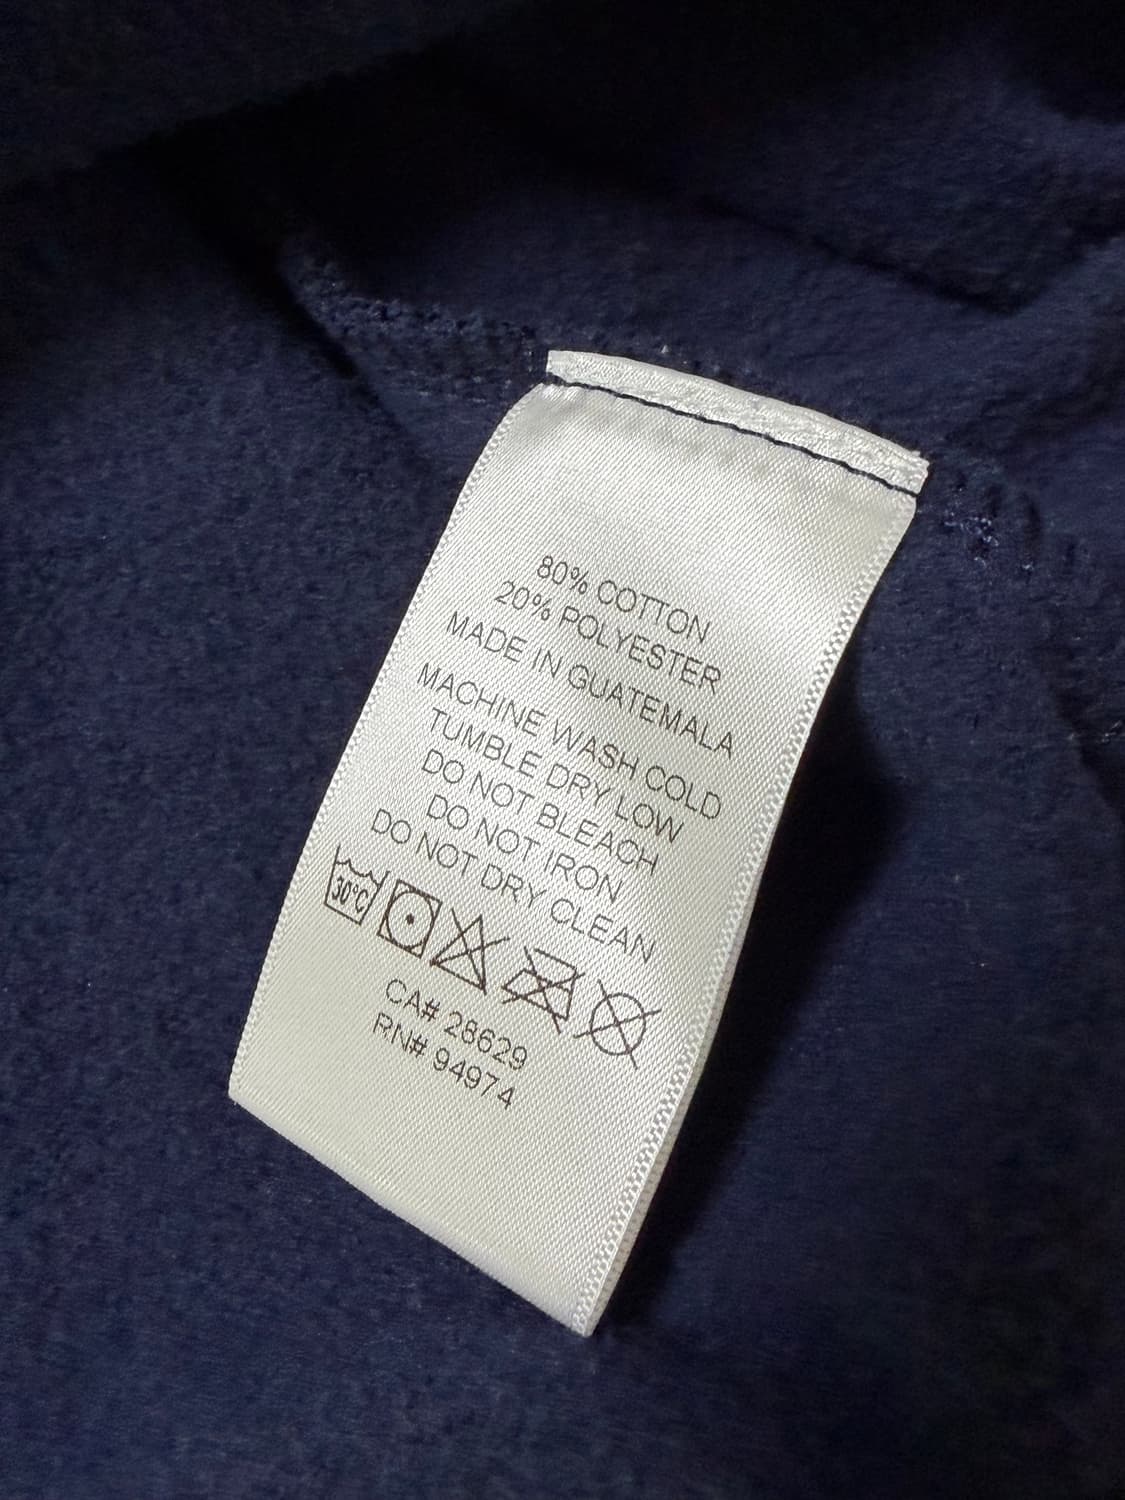 80% COTTON
20% POLYESTER
MADE IN GUATEMALA
MACHINE WASH COLD
TUMBLE DRY LOW
DO NOT BLEACH
DO NOT IRON
DO NOT DRY CLEAN
30°C
CA# 28629
RN# 94974